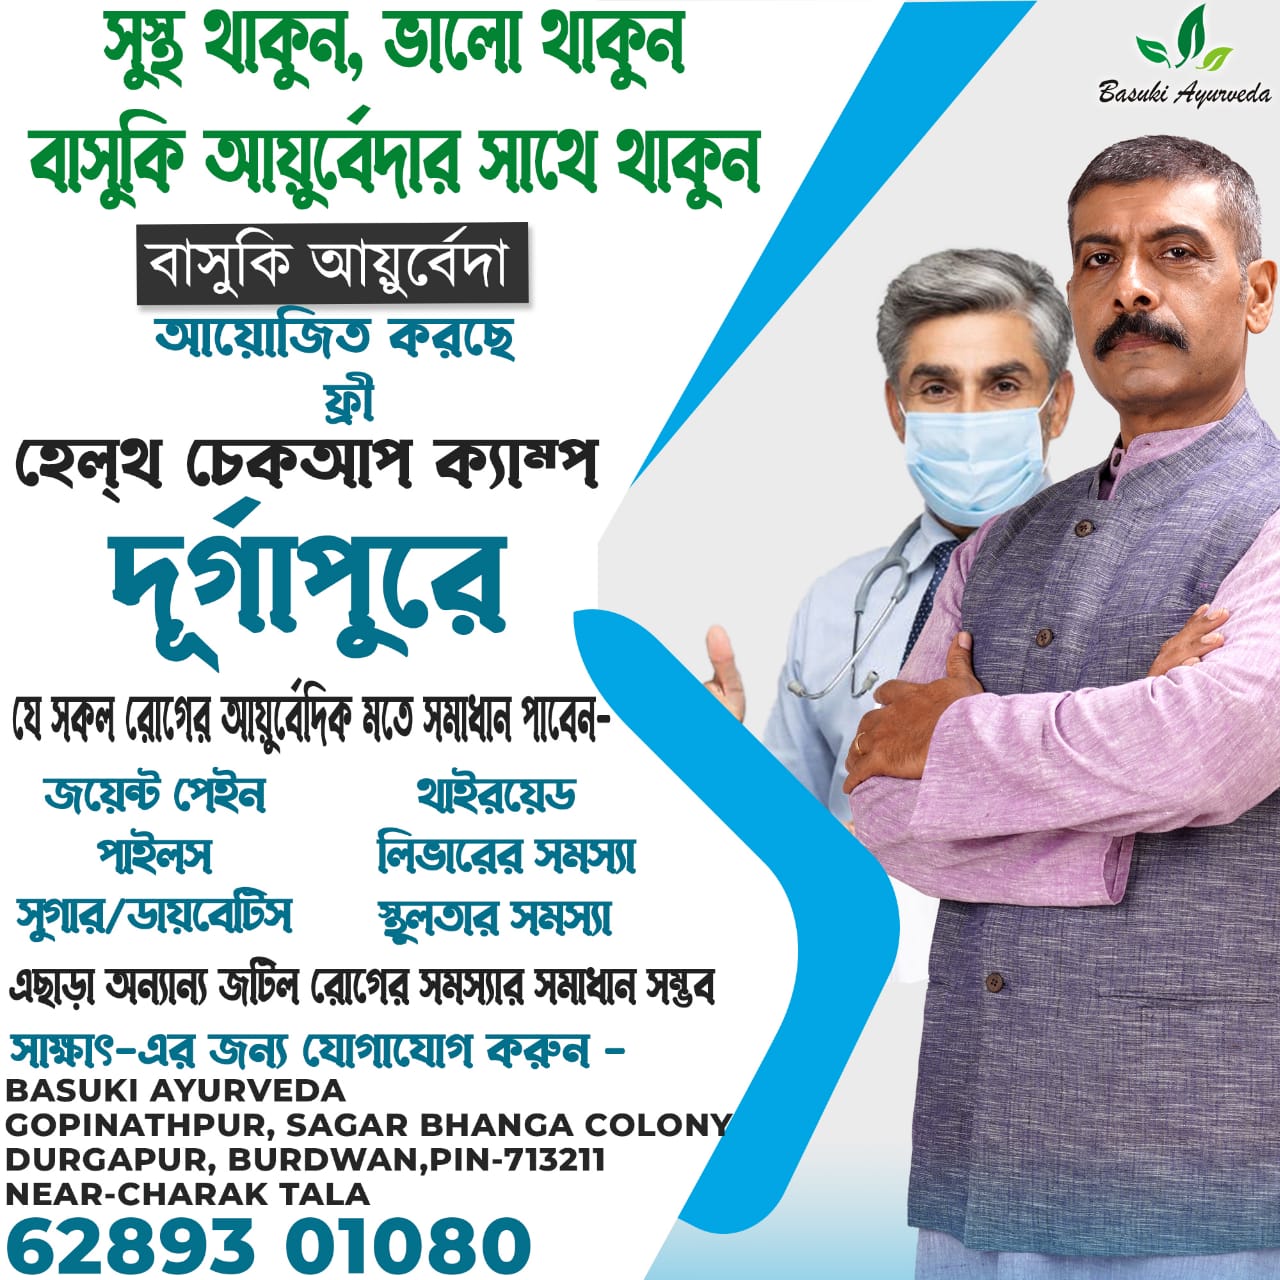 সুস্থ থাকুন, ভালো থাকুন
বাসুকি আয়ুর্বেদার সাথে থাকুন
Basuki Ayurveda
বাসুকি আয়ুর্বেদা
আয়োজিত করছে
ফ্রী
হেল্থ চেকআপ ক্যাম্প
দূর্গাপুরে
যে সকল রোগের আয়ুর্বেদিক মতে সমাধান পাবেন-
জয়েন্ট পেইন থাইরয়েড
পাইলস লিভারের সমস্যা
সুগার/ডায়বেটিস স্থূলতার সমস্যা
এছাড়া অন্যান্য জটিল রোগের সমস্যার সমাধান সম্ভব
সাক্ষাৎ-এর জন্য যোগাযোগ করুন -
BASUKI AYURVEDA
GOPINATHPUR, SAGAR BHANGA COLONY
DURGAPUR, BURDWAN,PIN-713211
NEAR-CHARAK TALA
62893 01080